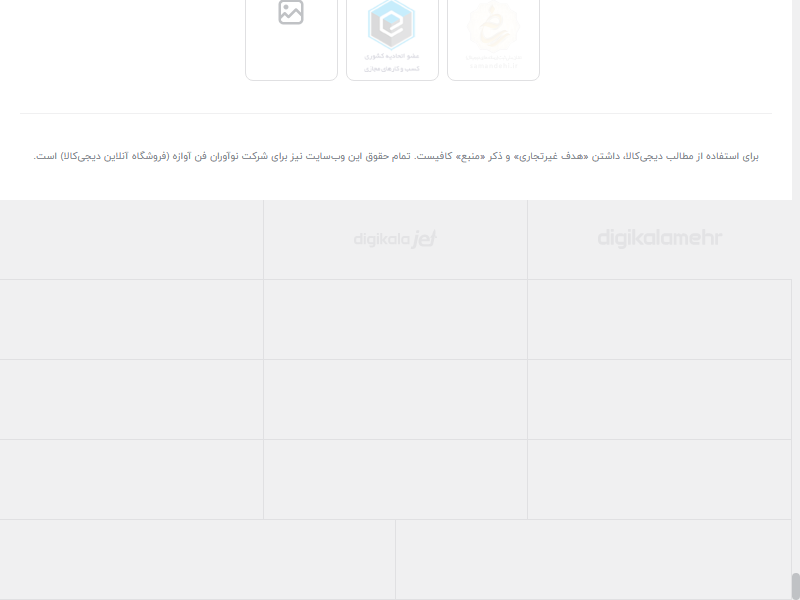 عضو اتحادیه کشوری
کسب و کارهای مجازی
برای استفاده از مطالب دیجی‌کالا، داشتن «هدف غیرتجاری» و ذکر «منبع» کافیست. تمام حقوق این وب‌سایت نیز برای شرکت نوآوران فن آوازه (فروشگاه آنلاین دیجی‌کالا) است.
digikalamehr
digikala jet